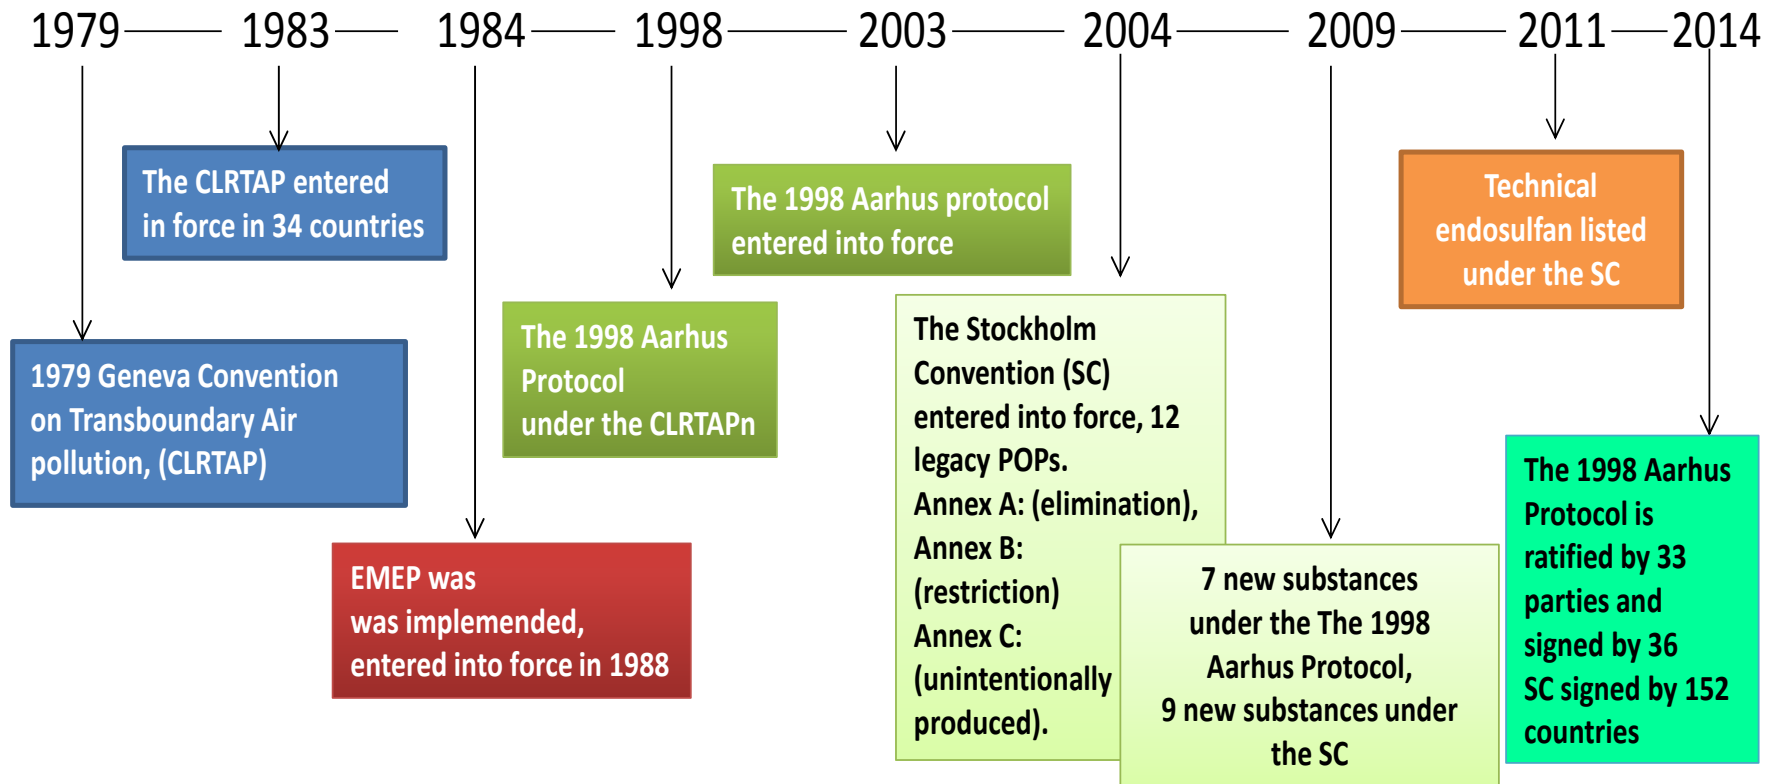 1979 1983 1984 1998 2003 2004 2009 2011 2014
The CLRTAP entered
in force in 34 countries
1979 Geneva Convention
on Transboundary Air
pollution, (CLRTAP)
EMEP was
was implemended,
entered into force in 1988
The 1998 Aarhus
Protocol
under the CLRTAPn
The 1998 Aarhus protocol
entered into force
The Stockholm
Convention (SC)
entered into force, 12
legacy POPs.
Annex A: (elimination),
Annex B:
(restriction)
Annex C:
(unintentionally
produced).
7 new substances
under the The 1998
Aarhus Protocol,
9 new substances under
the SC
Technical
endosulfan listed
under the SC
The 1998 Aarhus
Protocol is
ratified by 33
parties and
signed by 36
SC signed by 152
countries